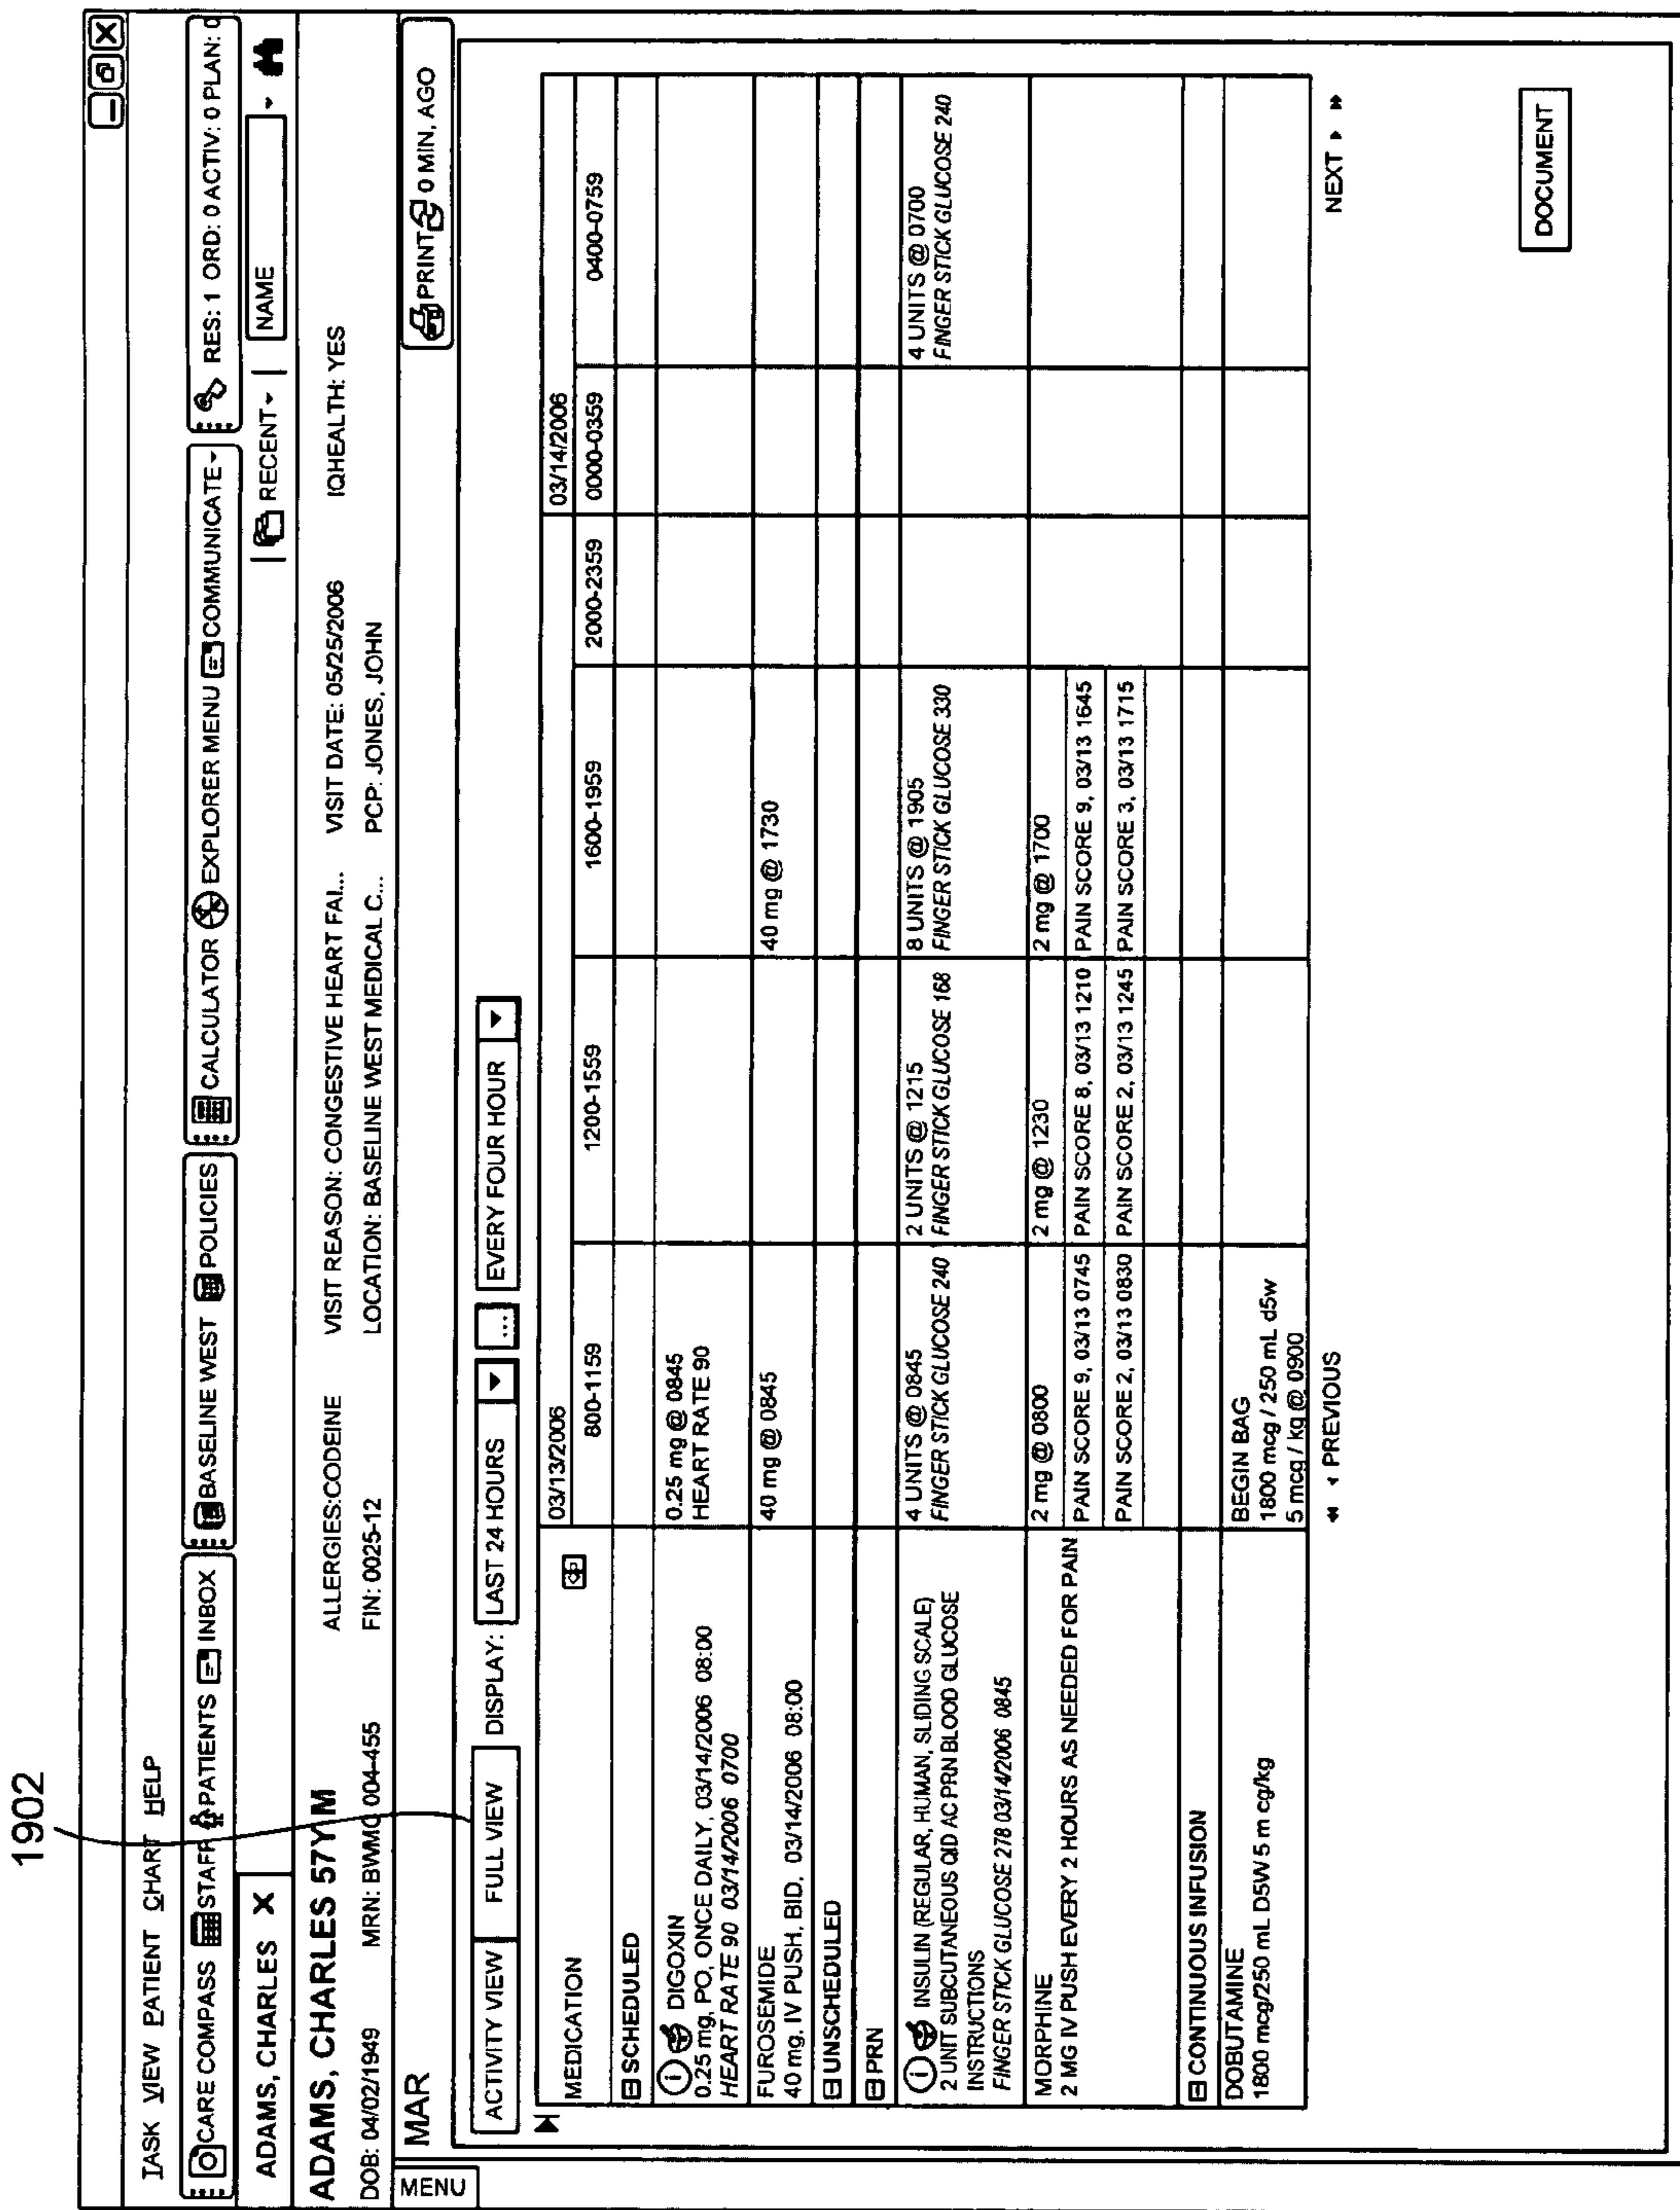 1902
TASK VIEW PATIENT CHART HELP
CARE COMPASS STAFF PATIENTS INBOX BASELINE WEST POLICIES CALCULATOR EXPLORER MENU COMMUNICATE RES: 1 ORD: 0 ACTIV: 0 PLAN: 0
ADAMS, CHARLES X RECENT NAME
ADAMS, CHARLES 57Y M ALLERGIES:CODEINE VISIT REASON: CONGESTIVE HEART FAI... VISIT DATE: 05/25/2006 IQHEALTH: YES
DOB: 04/02/1949 MRN: BWMC 004-455 FIN: 0025-12 LOCATION: BASELINE WEST MEDICAL C... PCP: JONES, JOHN
MENU
MAR PRINT 0 MIN, AGO
ACTIVITY VIEW FULL VIEW DISPLAY: LAST 24 HOURS ... EVERY FOUR HOUR
MEDICATION 03/13/2006 03/14/2006
800-1159 1200-1559 1600-1959 2000-2359 0000-0359 0400-0759
SCHEDULED
DIGOXIN
0.25 mg, PO, ONCE DAILY, 03/14/2006 08:00
HEART RATE 90 03/14/2006 0700
0.25 mg @ 0845
HEART RATE 90
FUROSEMIDE
40 mg, IV PUSH, BID, 03/14/2006 08:00
40 mg @ 0845
40 mg @ 1730
UNSCHEDULED
PRN
INSULIN (REGULAR, HUMAN, SLIDING SCALE)
2 UNIT SUBCUTANEOUS QID AC PRN BLOOD GLUCOSE
INSTRUCTIONS
FINGER STICK GLUCOSE 278 03/14/2006 0845
4 UNITS @ 0845
FINGER STICK GLUCOSE 240
2 UNITS @ 1215
FINGER STICK GLUCOSE 168
8 UNITS @ 1905
FINGER STICK GLUCOSE 330
4 UNITS @ 0700
FINGER STICK GLUCOSE 240
MORPHINE
2 MG IV PUSH EVERY 2 HOURS AS NEEDED FOR PAIN
2 mg @ 0800 2 mg @ 1230 2 mg @ 1700
PAIN SCORE 9, 03/13 0745 PAIN SCORE 8, 03/13 1210 PAIN SCORE 9, 03/13 1645
PAIN SCORE 2, 03/13 0830 PAIN SCORE 2, 03/13 1245 PAIN SCORE 3, 03/13 1715
CONTINUOUS INFUSION
DOBUTAMINE
1800 mcg/250 mL D5W 5 m cg/kg
BEGIN BAG
1800 mcg / 250 mL d5w
5 mcg / kg @ 0900
PREVIOUS NEXT
DOCUMENT